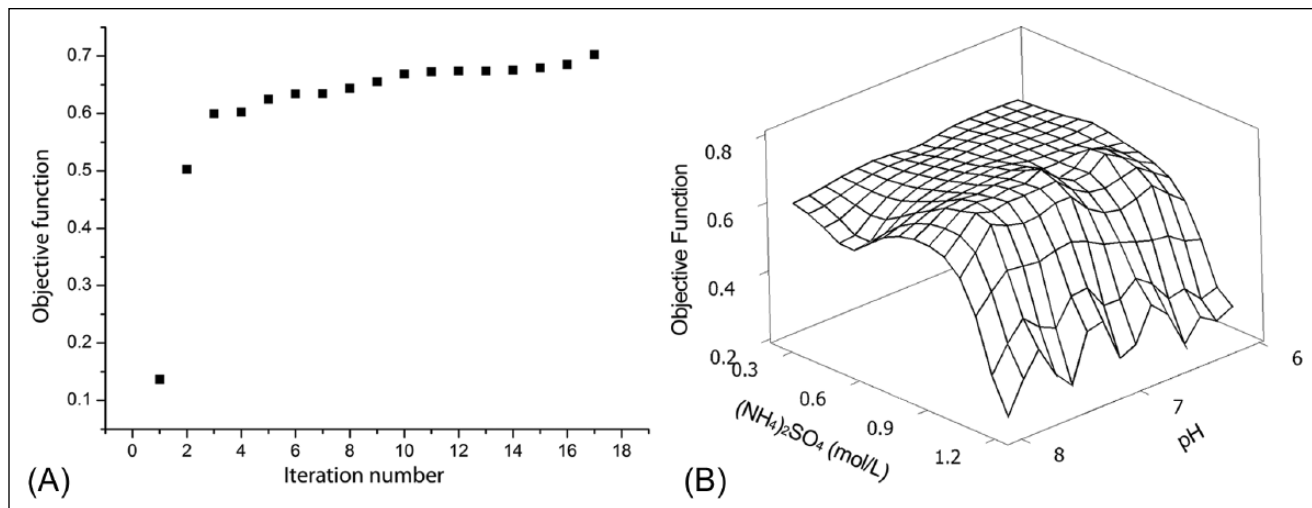 0.7
0.6
0.5
0.4
0.3
0.2
0.1
Objective function
0 2 4 6 8 10 12 14 16 18
Iteration number
(A)
0.8
0.6
0.4
0.2
Objective Function
0.3
0.6
0.9
1.2
(NH₄)₂SO₄ (mol/L)
8
7
6
pH
(B)